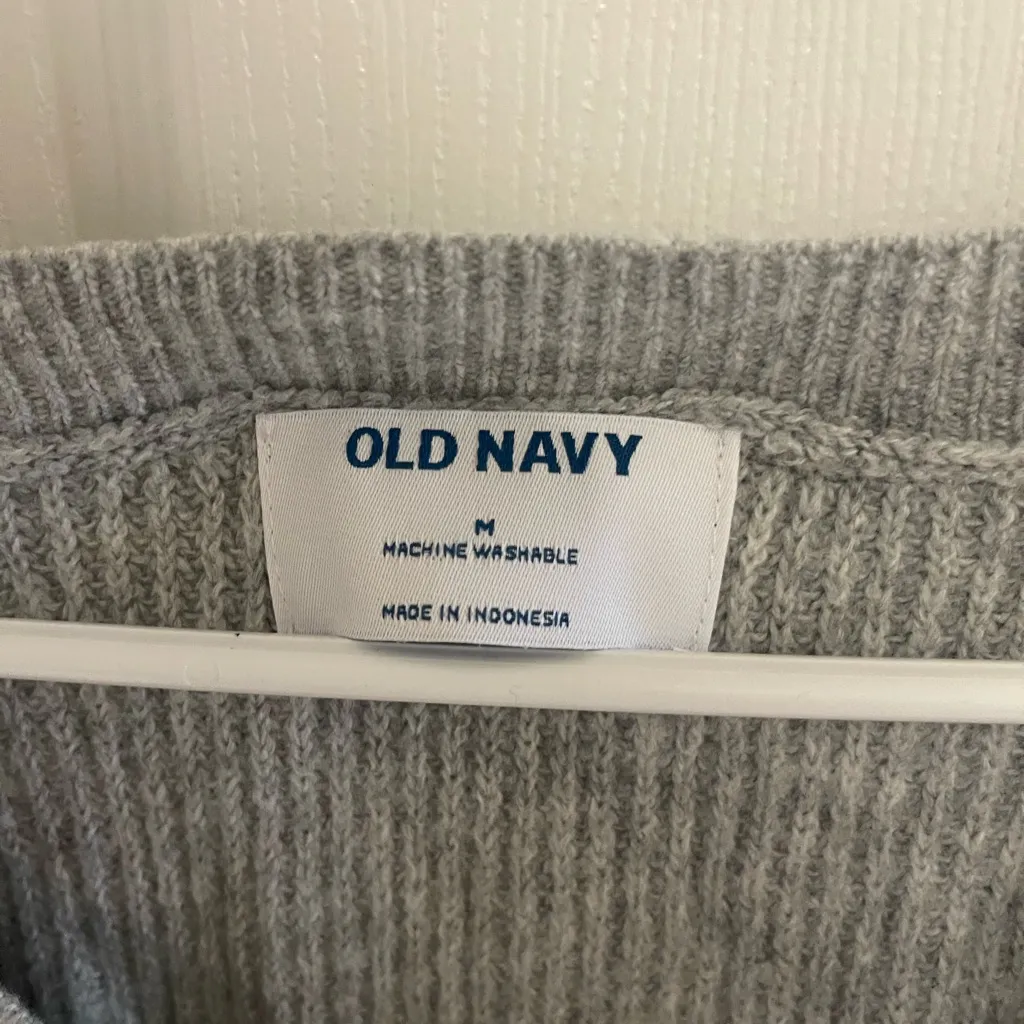 OLD NAVY
M
MACHINE WASHABLE
MADE IN INDONESIA